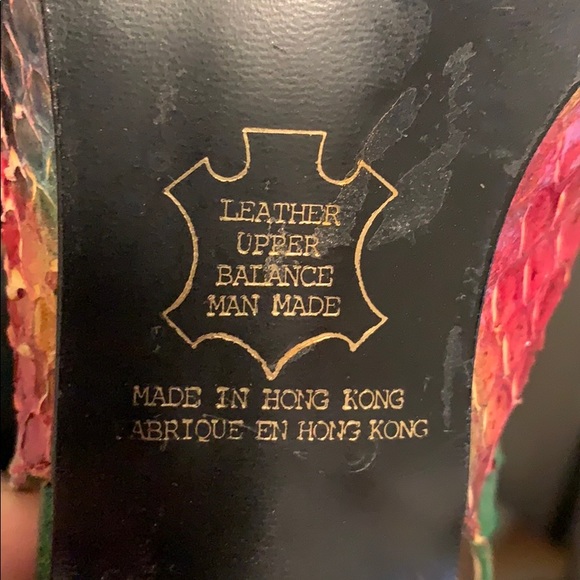 LEATHER
UPPER
BALANCE
MAN MADE
MADE IN HONG KONG
ABRIQUE EN HONG KONG